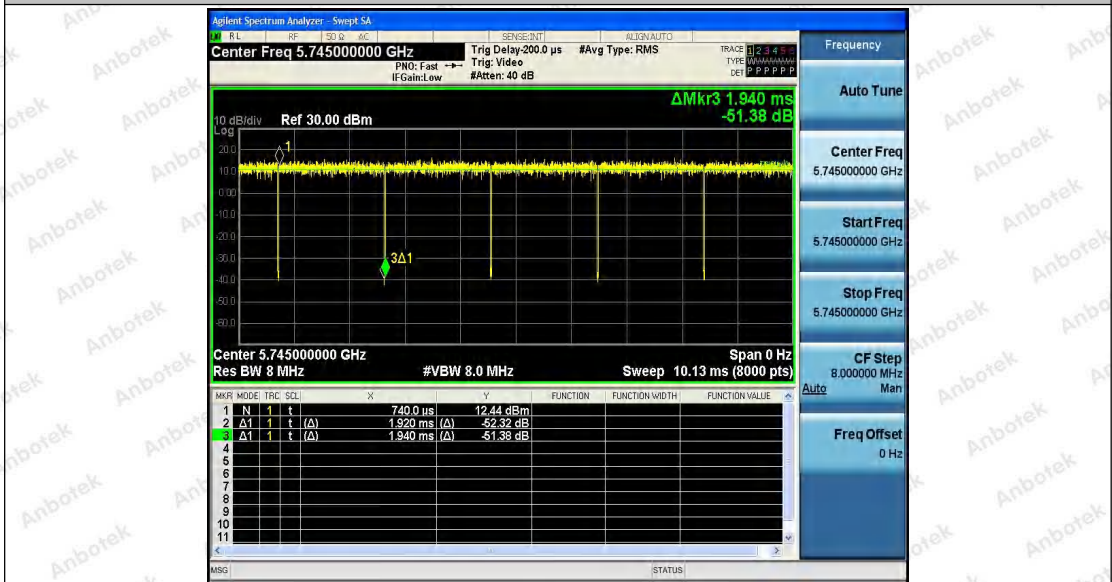 Agilent Spectrum Analyzer - Swept SA
RL RF 50 Ω AC SENSE:INT ALIGNAUTO
Center Freq 5.745000000 GHz
PNO: Fast
IFGain:Low
Trig Delay-200.0 µs
Trig: Video
#Atten: 40 dB
#Avg Type: RMS
TRACE 1 2 3 4 5 6
TYPE
DET P P P P P P
ΔMkr3 1.940 ms
-51.38 dB
10 dB/div Ref 30.00 dBm
Log
20.0
10.0
0.00
-10.0
-20.0
-30.0
-40.0
-50.0
-60.0
1
3Δ1
Center 5.745000000 GHz Span 0 Hz
Res BW 8 MHz #VBW 8.0 MHz Sweep 10.13 ms (8000 pts)
MKR MODE TRC SCL X Y FUNCTION FUNCTION WIDTH FUNCTION VALUE
1 N 1 t 740.0 µs 12.44 dBm
2 Δ1 1 t (Δ) 1.920 ms (Δ) -52.32 dB
3 Δ1 1 t (Δ) 1.940 ms (Δ) -51.38 dB
4
5
6
7
8
9
10
11
MSG STATUS
Frequency
Auto Tune
Center Freq
5.745000000 GHz
Start Freq
5.745000000 GHz
Stop Freq
5.745000000 GHz
CF Step
8.000000 MHz
Auto Man
Freq Offset
0 Hz
Anbotek